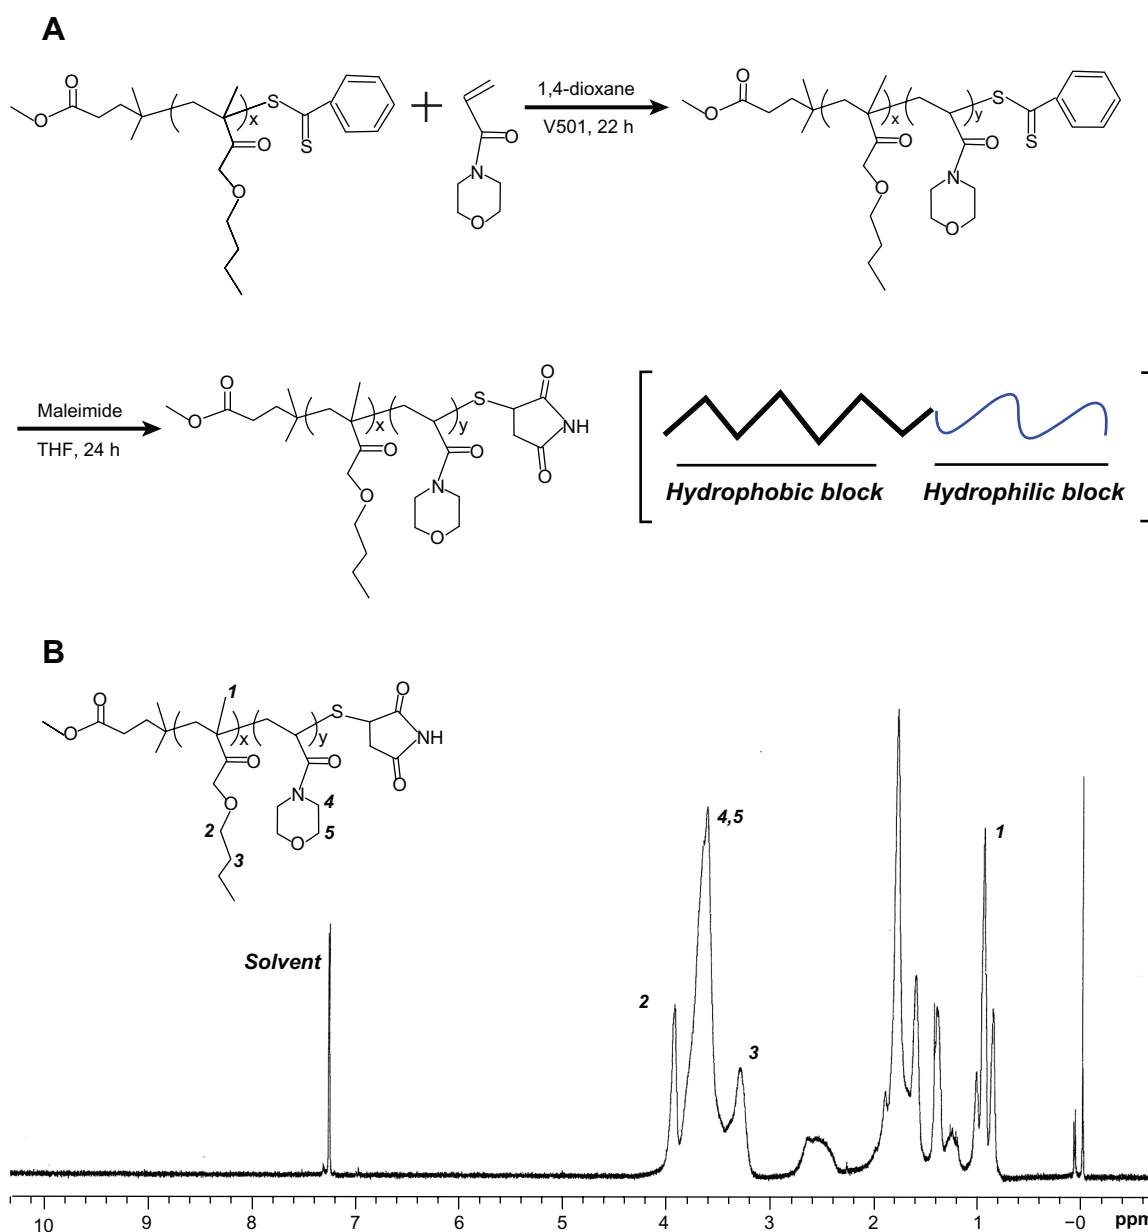 A
O
O
x
S
S
O
O
+
O
N
O
1,4-dioxane
V501, 22 h
O
O
x
y
S
S
O
O
O
N
O
Maleimide
THF, 24 h
O
O
x
y
S
O
NH
O
O
O
O
N
O
Hydrophobic block
Hydrophilic block
B
1
O
O
x
y
S
O
NH
O
O
O
O
N
4
2
5
O
3
Solvent
4,5
1
2
3
10 9 8 7 6 5 4 3 2 1 −0 ppm